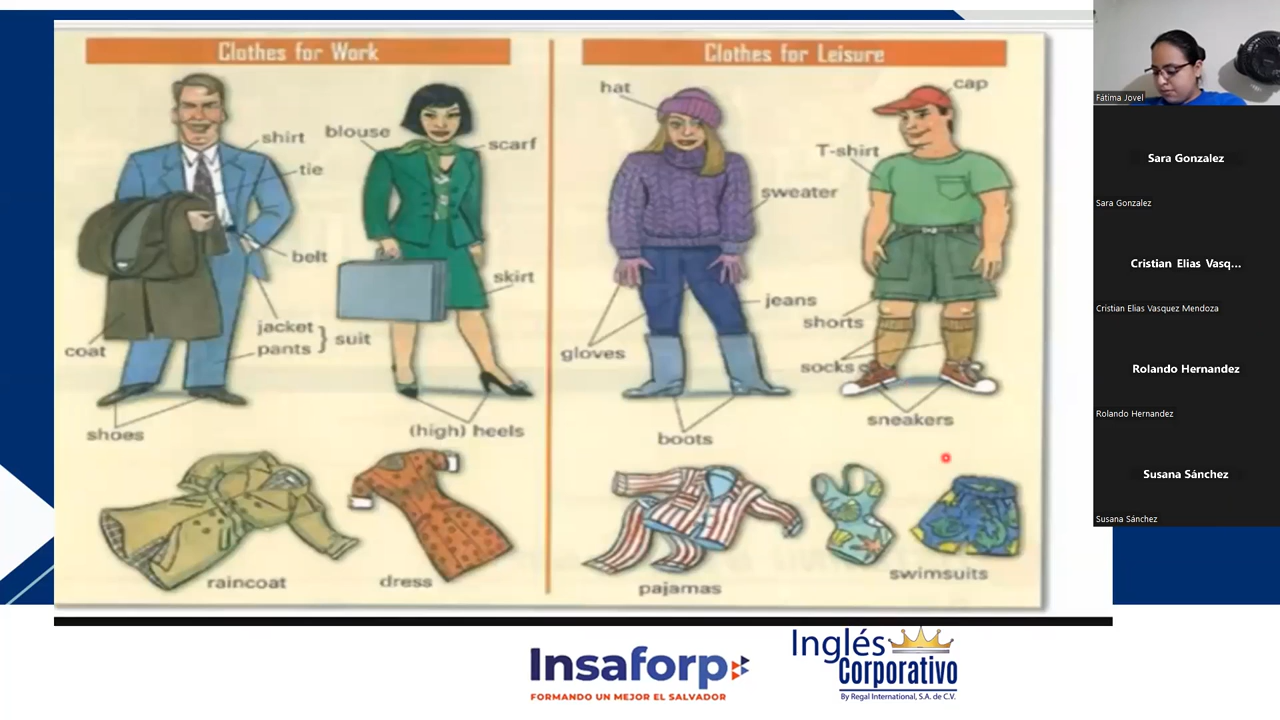 Clothes for Work
shirt
blouse
scarf
tie
belt
skirt
jacket
pants
suit
coat
shoes
(high) heels
raincoat
dress
Clothes for Leisure
hat
cap
T-shirt
sweater
jeans
shorts
gloves
socks
sneakers
boots
pajamas
swimsuits
Insaforp
FORMANDO UN MEJOR EL SALVADOR
Inglés
Corporativo
By Regal International, S.A. de C.V.
Fátima Jovel
Sara Gonzalez
Sara Gonzalez
Cristian Elias Vasq...
Cristian Elias Vasquez Mendoza
Rolando Hernandez
Rolando Hernandez
Susana Sánchez
Susana Sánchez